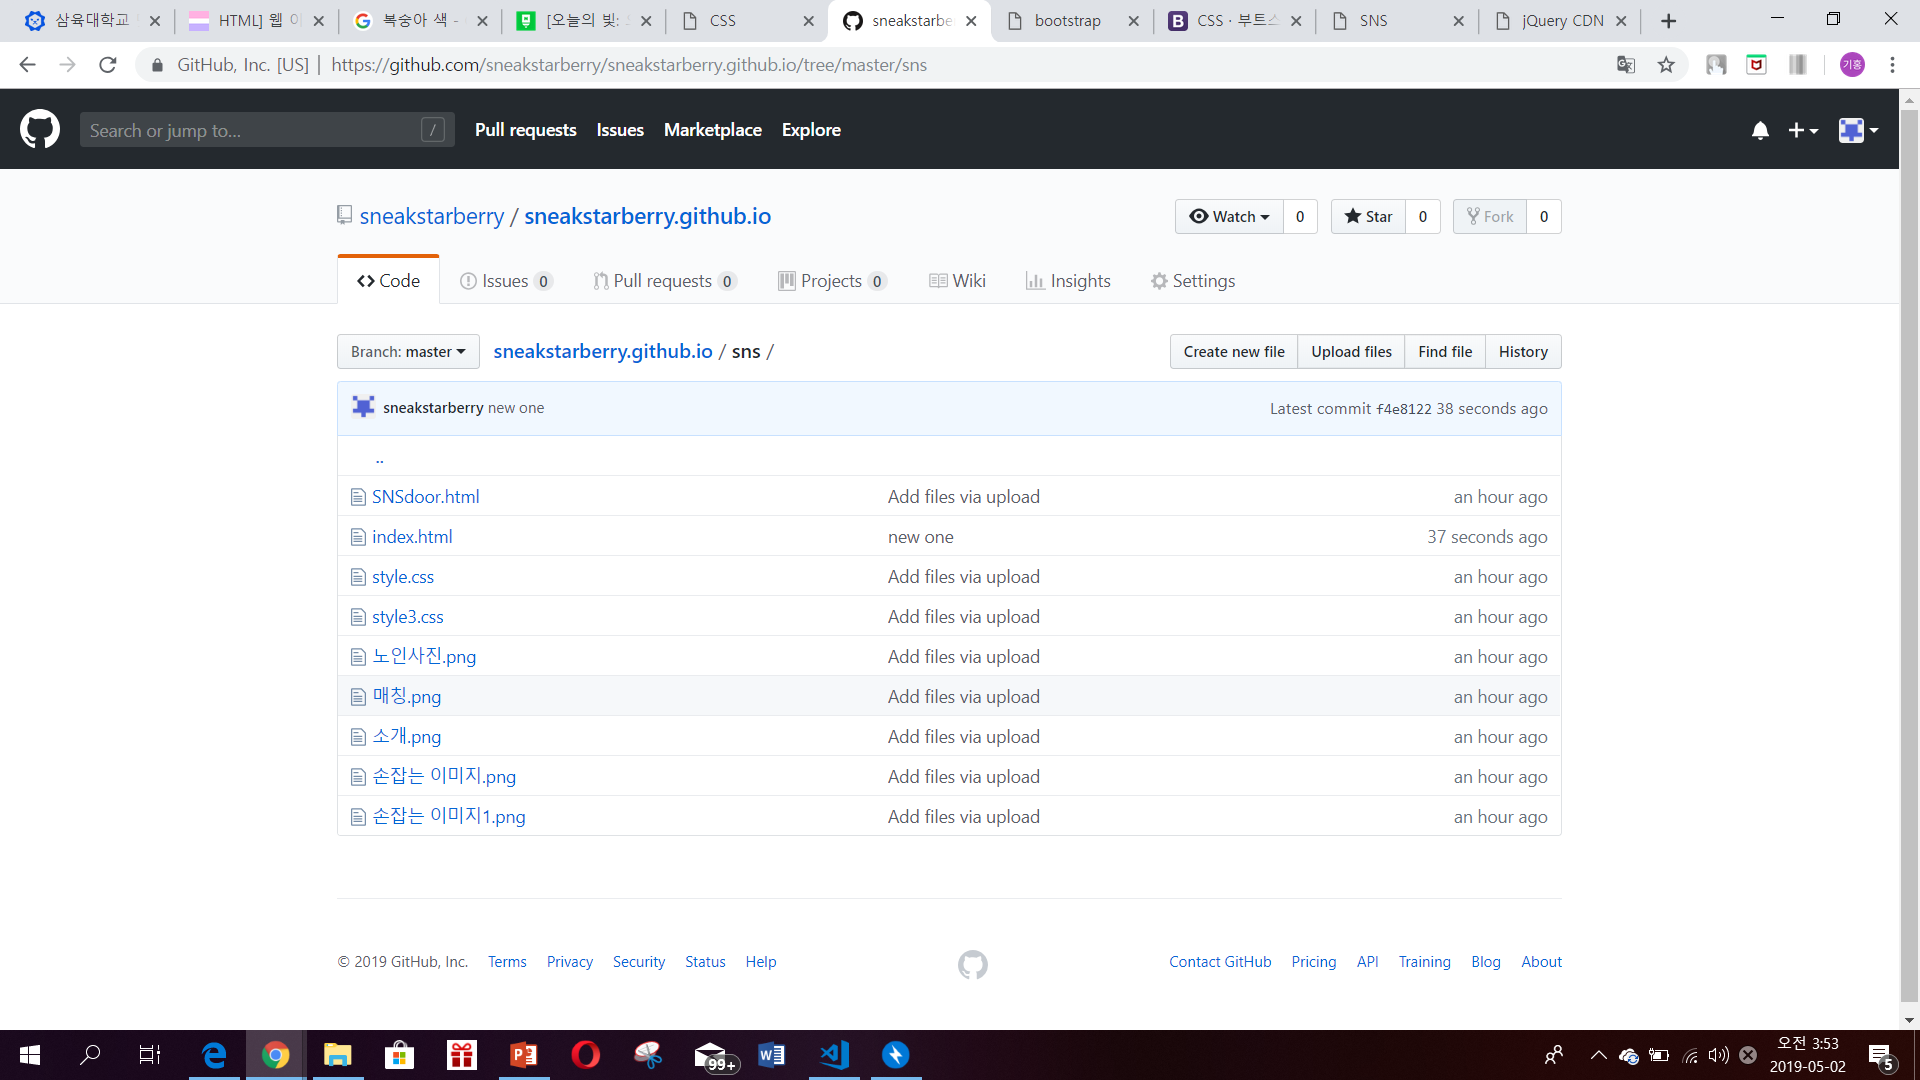 삼육대학교
HTML] 웹 이
복숭아 색 -
[오늘의 빛:
CSS
sneakstarbe
bootstrap
CSS · 부트스
SNS
jQuery CDN
GitHub, Inc. [US] | https://github.com/sneakstarberry/sneakstarberry.github.io/tree/master/sns
기홍
Search or jump to...
/
Pull requests
Issues
Marketplace
Explore
sneakstarberry / sneakstarberry.github.io
Watch 0
Star 0
Fork 0
Code
Issues 0
Pull requests 0
Projects 0
Wiki
Insights
Settings
Branch: master
sneakstarberry.github.io / sns /
Create new file
Upload files
Find file
History
sneakstarberry new one
Latest commit f4e8122 38 seconds ago
..
SNSdoor.html Add files via upload an hour ago
index.html new one 37 seconds ago
style.css Add files via upload an hour ago
style3.css Add files via upload an hour ago
노인사진.png Add files via upload an hour ago
매칭.png Add files via upload an hour ago
소개.png Add files via upload an hour ago
손잡는 이미지.png Add files via upload an hour ago
손잡는 이미지1.png Add files via upload an hour ago
© 2019 GitHub, Inc.
Terms
Privacy
Security
Status
Help
Contact GitHub
Pricing
API
Training
Blog
About
99+
오전 3:53
2019-05-02
5